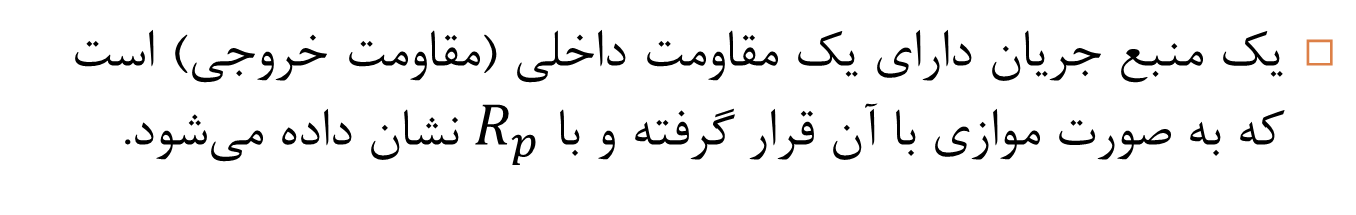 یک منبع جریان دارای یک مقاومت داخلی (مقاومت خروجی) است
که به صورت موازی با آن قرار گرفته و با Rₚ نشان داده می‌شود.